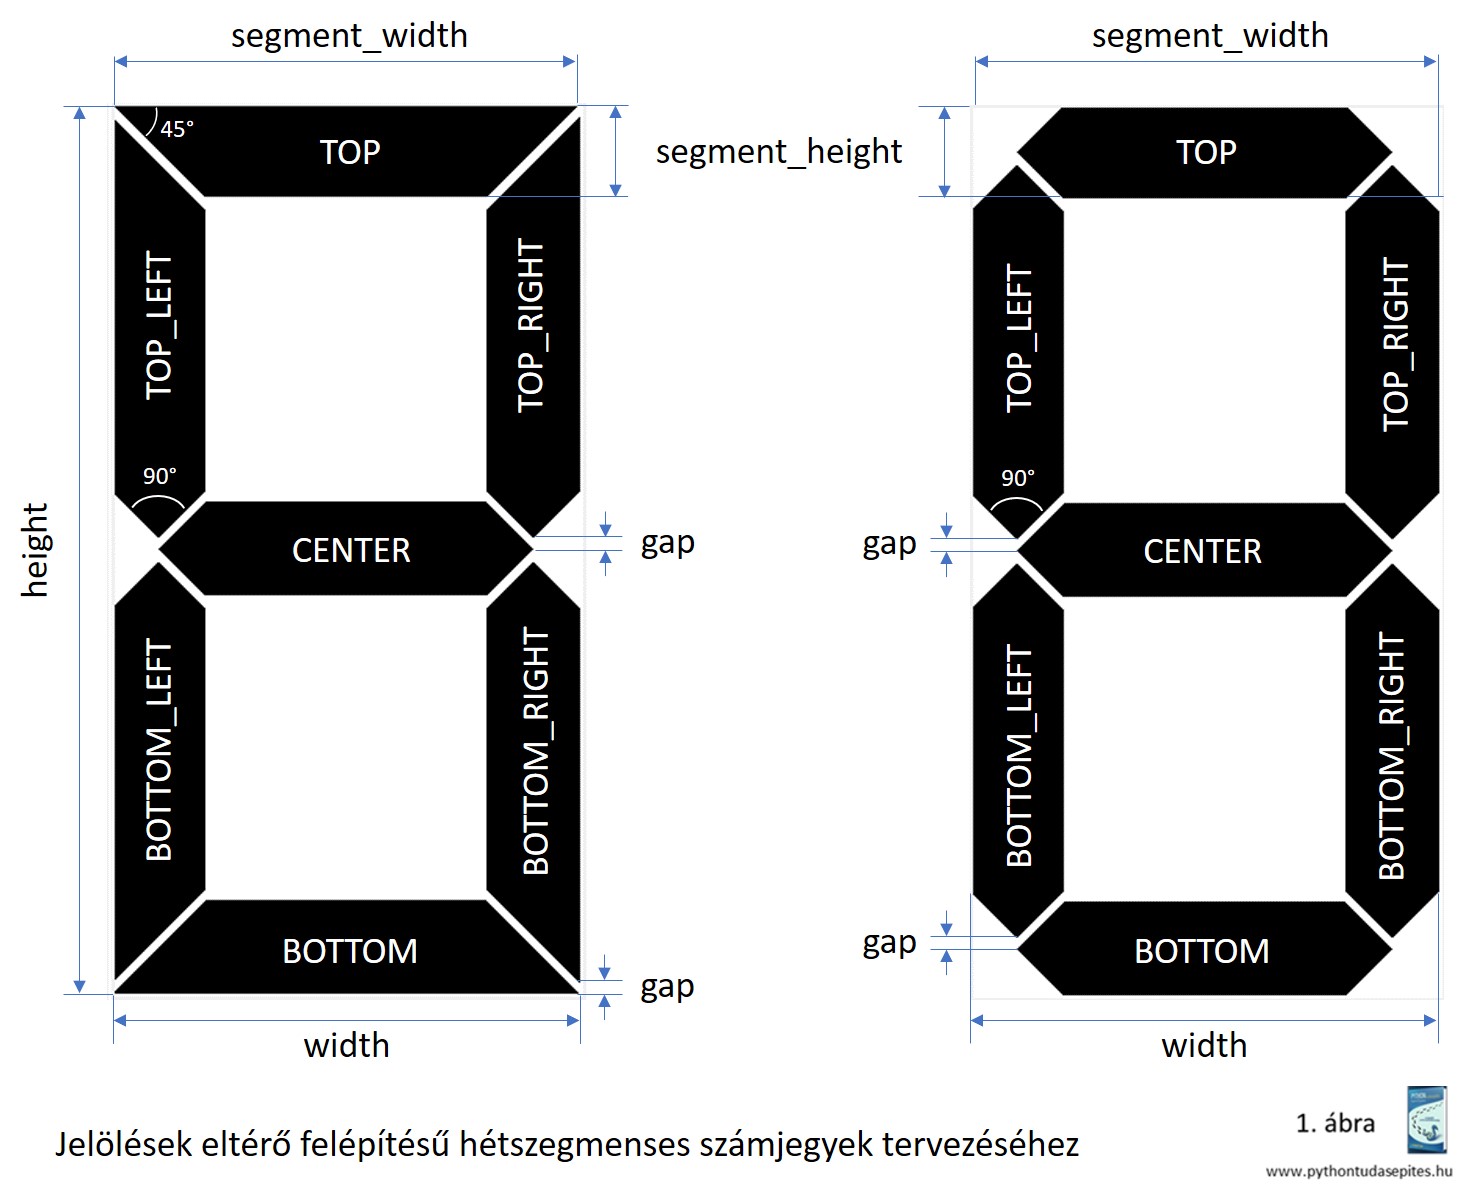 segment_width
segment_width
45°
TOP
segment_height
TOP
TOP_LEFT
TOP_RIGHT
TOP_LEFT
TOP_RIGHT
90°
90°
height
CENTER
gap
gap
CENTER
BOTTOM_LEFT
BOTTOM_RIGHT
BOTTOM_LEFT
BOTTOM_RIGHT
BOTTOM
gap
gap
BOTTOM
width
width
Jelölések eltérő felépítésű hétszegmenses számjegyek tervezéséhez
1. ábra
www.pythontudasepites.hu